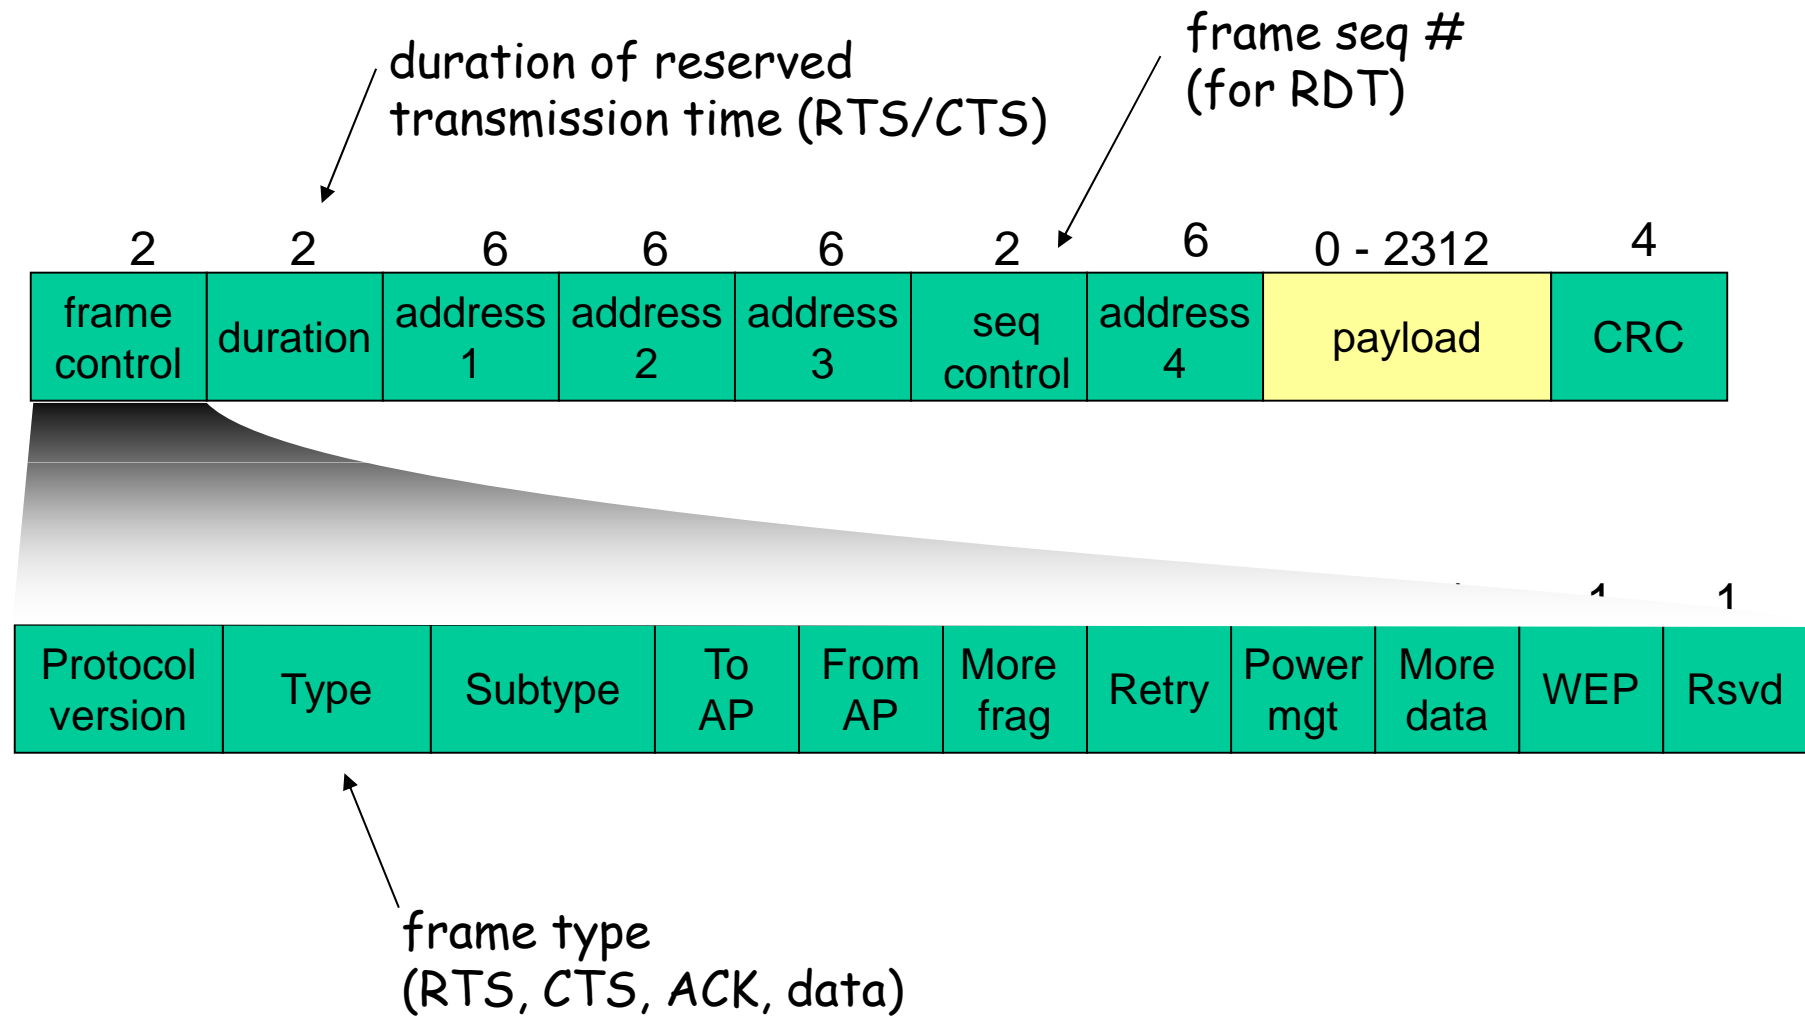 duration of reserved
transmission time (RTS/CTS)
frame seq #
(for RDT)
2 2 6 6 6 2 6 0 - 2312 4
frame control
duration
address 1
address 2
address 3
seq control
address 4
payload
CRC
1 1
Protocol version
Type
Subtype
To AP
From AP
More frag
Retry
Power mgt
More data
WEP
Rsvd
frame type
(RTS, CTS, ACK, data)